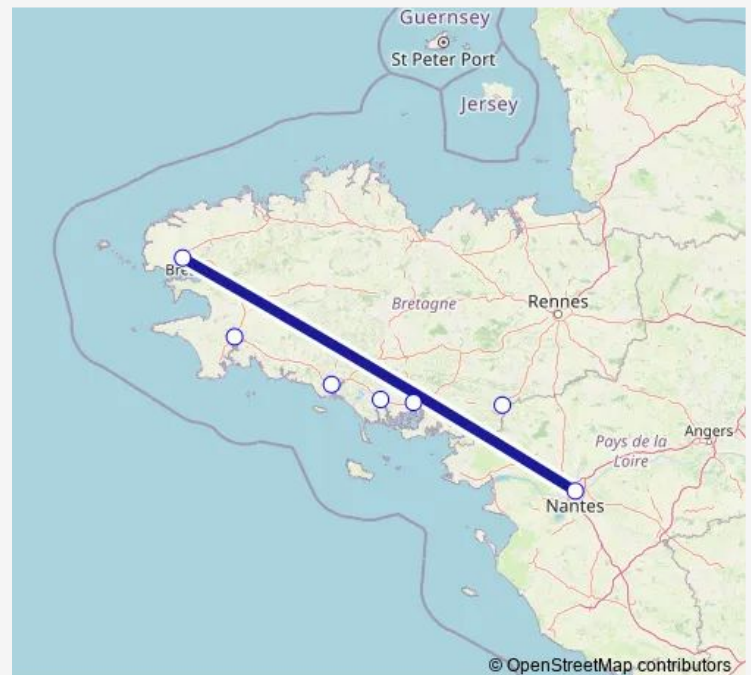 Guernsey
St Peter Port
Jersey
Bretagne
Rennes
Pays de la
Loire
Angers
Nantes
© OpenStreetMap contributors